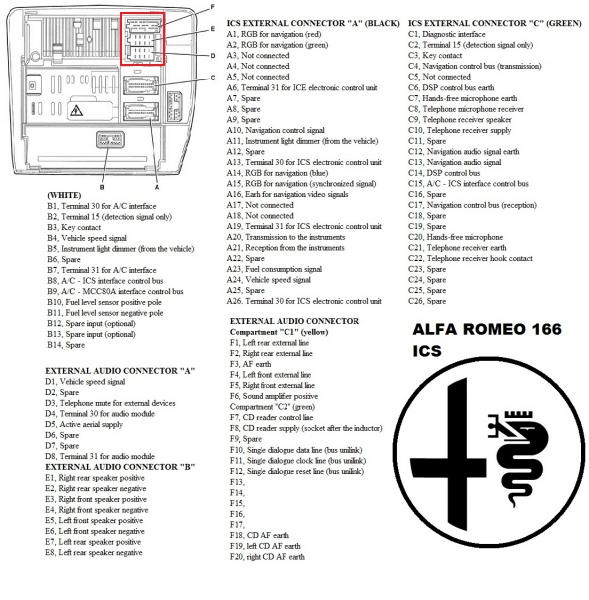 F
E
D
C
B
A
(WHITE)
B1, Terminal 30 for A/C interface
B2, Terminal 15 (detection signal only)
B3, Key contact
B4, Vehicle speed signal
B5, Instrument light dimmer (from the vehicle)
B6, Spare
B7, Terminal 31 for A/C interface
B8, A/C - ICS interface control bus
B9, A/C - MCC80A interface control bus
B10, Fuel level sensor positive pole
B11, Fuel level sensor negative pole
B12, Spare input (optional)
B13, Spare input (optional)
B14, Spare
EXTERNAL AUDIO CONNECTOR "A"
D1, Vehicle speed signal
D2, Spare
D3, Telephone mute for external devices
D4, Terminal 30 for audio module
D5, Active aerial supply
D6, Spare
D7, Spare
D8, Terminal 31 for audio module
EXTERNAL AUDIO CONNECTOR "B"
E1, Right rear speaker positive
E2, Right rear speaker negative
E3, Right front speaker positive
E4, Right front speaker negative
E5, Left front speaker positive
E6, Left front speaker negative
E7, Left rear speaker positive
E8, Left rear speaker negative
ICS EXTERNAL CONNECTOR "A" (BLACK)
A1, RGB for navigation (red)
A2, RGB for navigation (green)
A3, Not connected
A4, Not connected
A5, Not connected
A6, Terminal 31 for ICE electronic control unit
A7, Spare
A8, Spare
A9, Spare
A10, Navigation control signal
A11, Instrument light dimmer (from the vehicle)
A12, Spare
A13, Terminal 30 for ICS electronic control unit
A14, RGB for navigation (blue)
A15, RGB for navigation (synchronized signal)
A16, Earh for navigation video signals
A17, Not connected
A18, Not connected
A19, Terminal 31 for ICS electronic control unit
A20, Transmission to the instruments
A21, Reception from the instruments
A22, Spare
A23, Fuel consumption signal
A24, Vehicle speed signal
A25, Spare
A26. Terminal 30 for ICS electronic control unit
EXTERNAL AUDIO CONNECTOR
Compartment "C1" (yellow)
F1, Left rear external line
F2, Right rear external line
F3, AF earth
F4, Left front external line
F5, Right front external line
F6, Sound amplifier positive
Compartment "C2" (green)
F7, CD reader control line
F8, CD reader supply (socket after the inductor)
F9, Spare
F10, Single dialogue data line (bus unilink)
F11, Single dialogue clock line (bus unilink)
F12, Single dialogue reset line (bus unilink)
F13,
F14,
F15,
F16,
F17,
F18, CD AF earth
F19, left CD AF earth
F20, right CD AF earth
ICS EXTERNAL CONNECTOR "C" (GREEN)
C1, Diagnostic interface
C2, Terminal 15 (detection signal only)
C3, Key contact
C4, Navigation control bus (transmission)
C5, Not connected
C6, DSP control bus earth
C7, Hands-free microphone earth
C8, Telephone microphone receiver
C9, Telephone receiver speaker
C10, Telephone receiver supply
C11, Spare
C12, Navigation audio signal earth
C13, Navigation audio signal
C14, DSP control bus
C15, A/C - ICS interface control bus
C16, Spare
C17, Navigation control bus (reception)
C18, Spare
C19, Spare
C20, Hands-free microphone
C21, Telephone receiver earth
C22, Telephone receiver hook contact
C23, Spare
C24, Spare
C25, Spare
C26, Spare
ALFA ROMEO 166
ICS